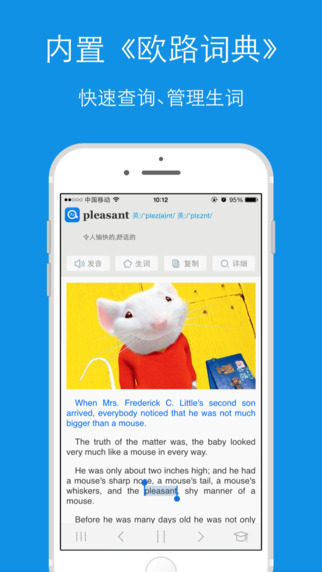 内置《欧路词典》
快速查询、管理生词
中国移动 10:12 95%
pleasant 英:/'plez(ə)nt/ 美:/'plɛznt/
令人愉快的,舒适的
发音 生词 复制 详细
When Mrs. Frederick C. Little's second son
arrived, everybody noticed that he was not much
bigger than a mouse.
The truth of the matter was, the baby looked
very much like a mouse in every way.
He was only about two inches high; and he had
a mouse's sharp nose, a mouse's tail, a mouse's
whiskers, and the pleasant, shy manner of a
mouse.
Before he was many days old he was not only